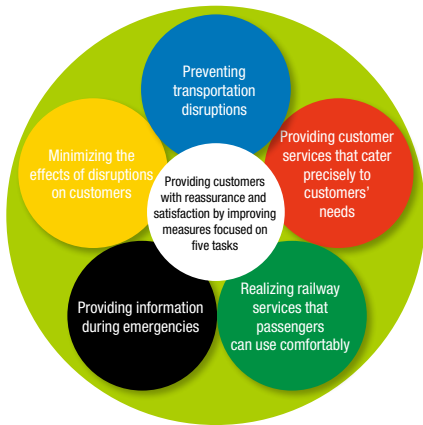 Preventing
transportation
disruptions
Minimizing the
effects of disruptions
on customers
Providing customer
services that cater
precisely to
customers'
needs
Providing customers
with reassurance and
satisfaction by improving
measures focused on
five tasks
Providing information
during emergencies
Realizing railway
services that
passengers
can use comfortably